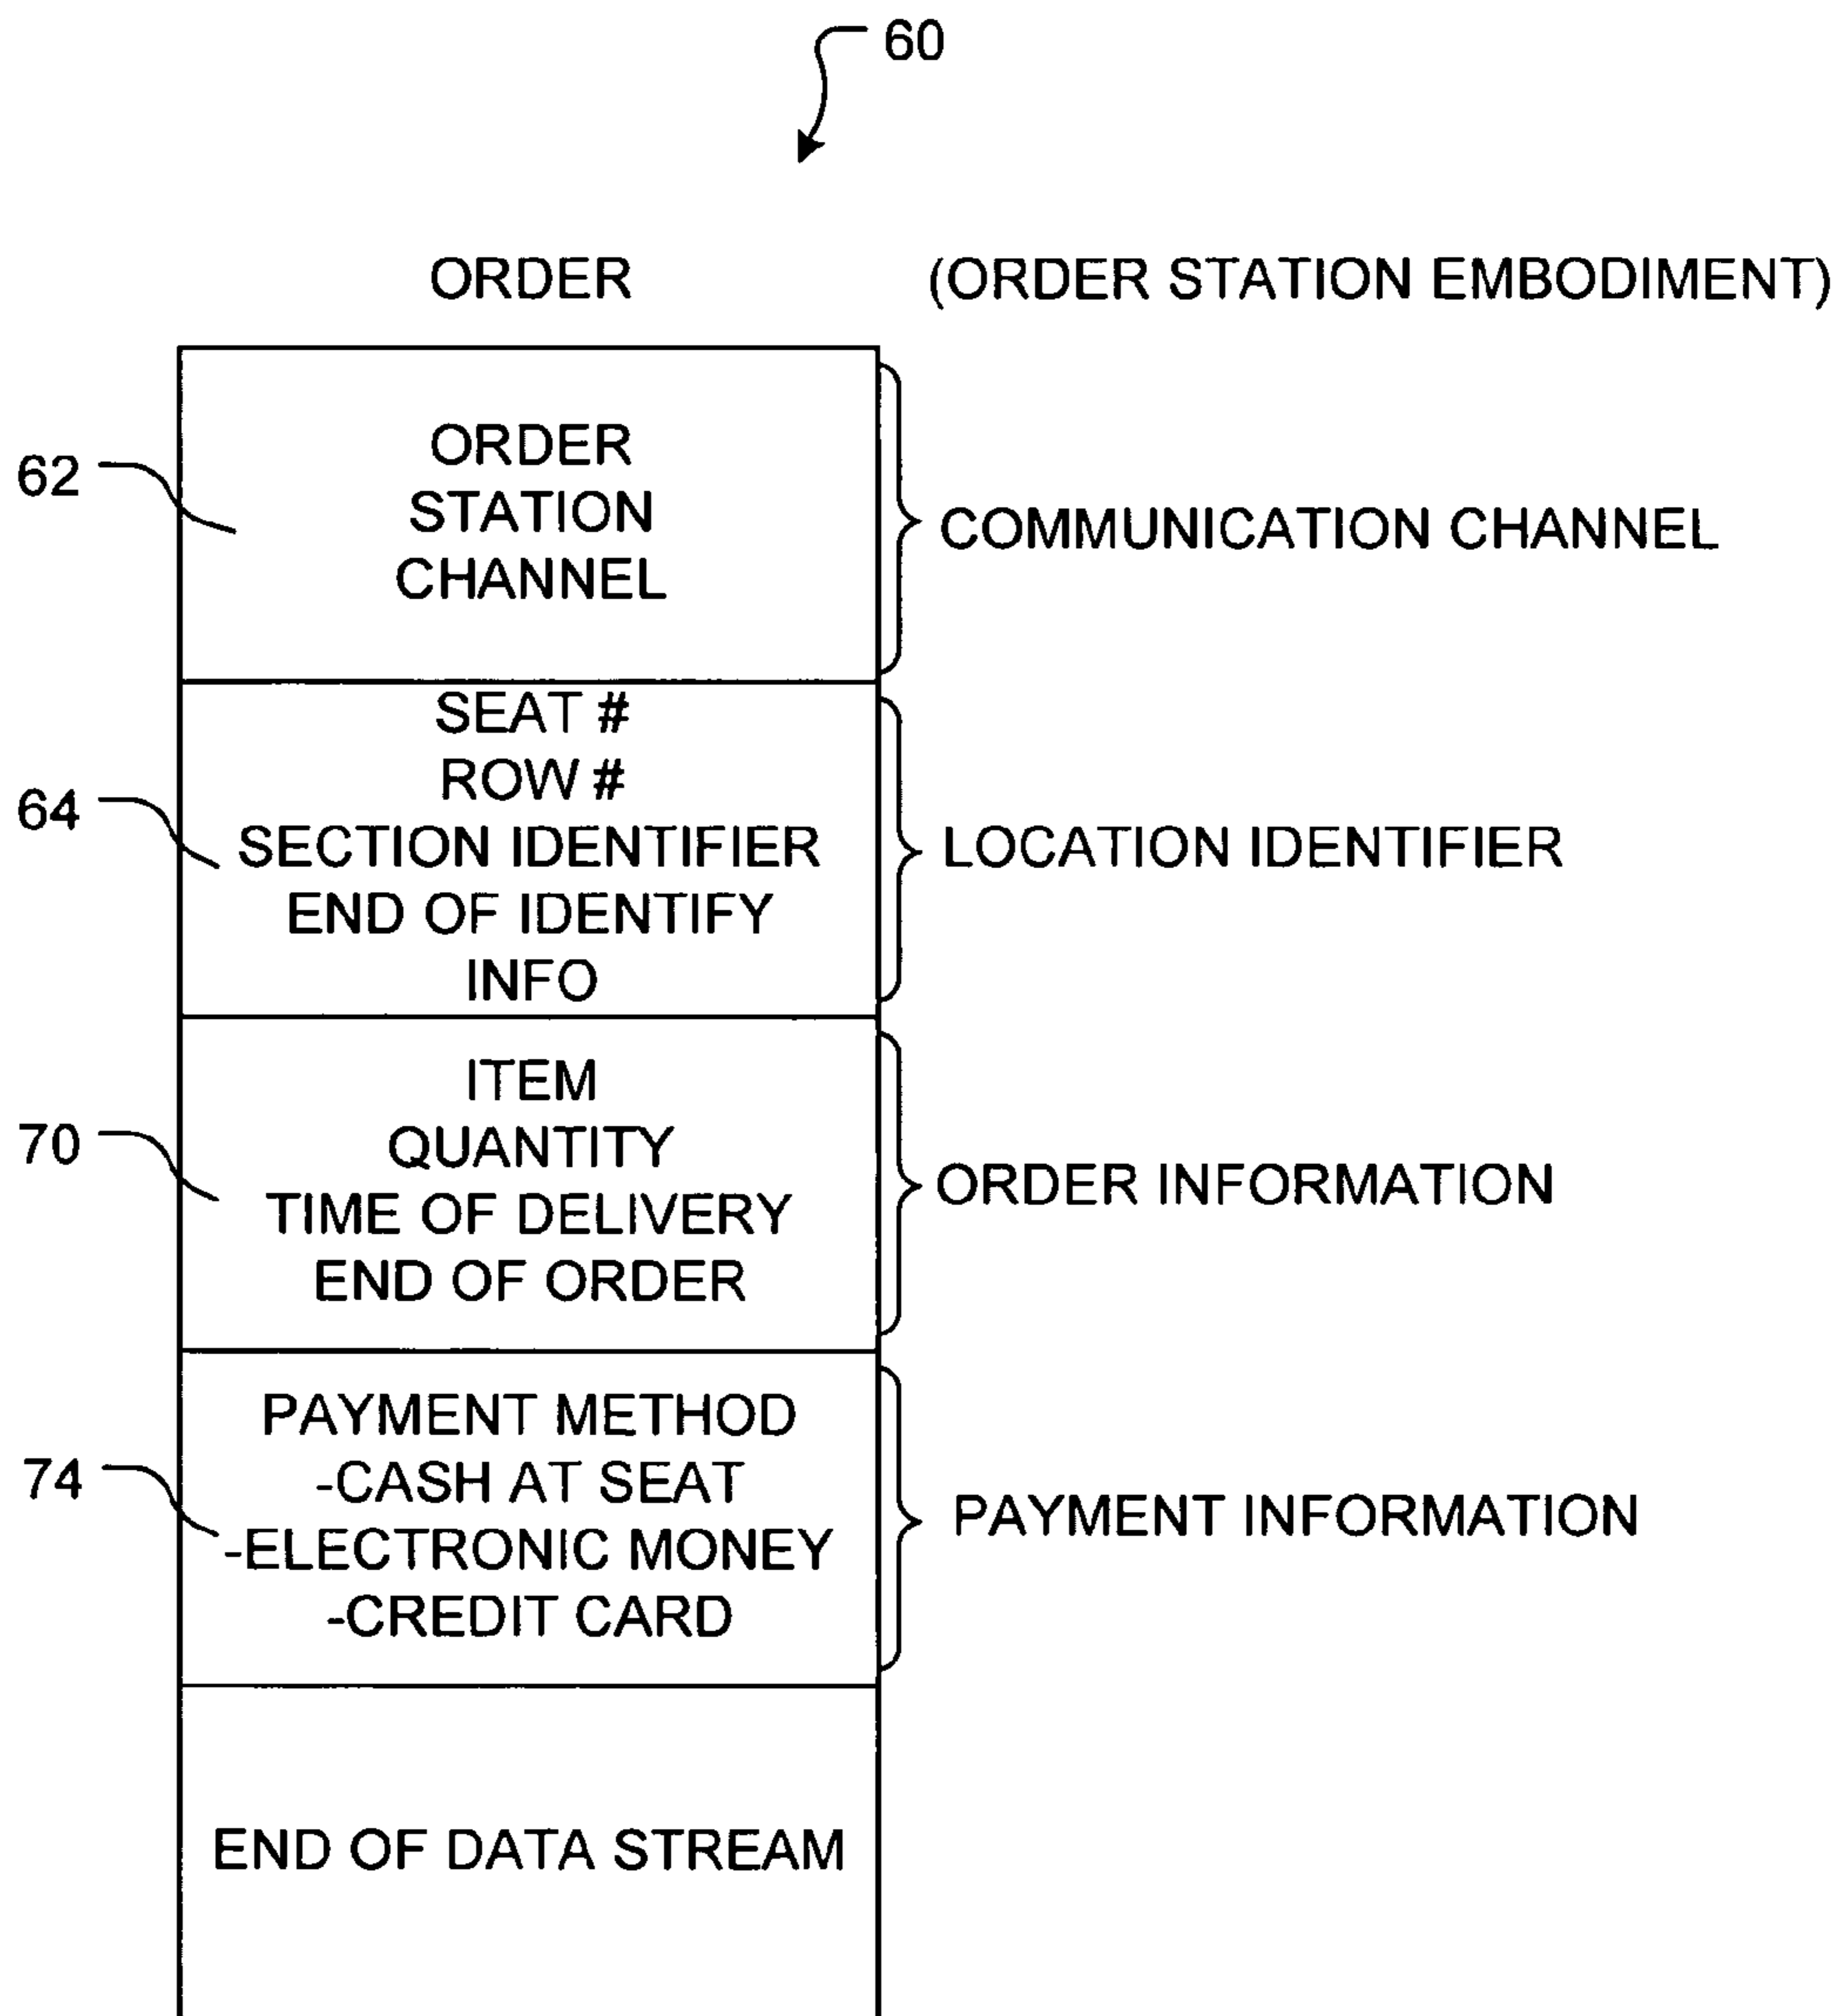 60
ORDER (ORDER STATION EMBODIMENT)
ORDER
STATION
CHANNEL
62
COMMUNICATION CHANNEL
SEAT #
ROW #
SECTION IDENTIFIER
END OF IDENTIFY
INFO
64
LOCATION IDENTIFIER
ITEM
QUANTITY
TIME OF DELIVERY
END OF ORDER
70
ORDER INFORMATION
PAYMENT METHOD
-CASH AT SEAT
-ELECTRONIC MONEY
-CREDIT CARD
74
PAYMENT INFORMATION
END OF DATA STREAM